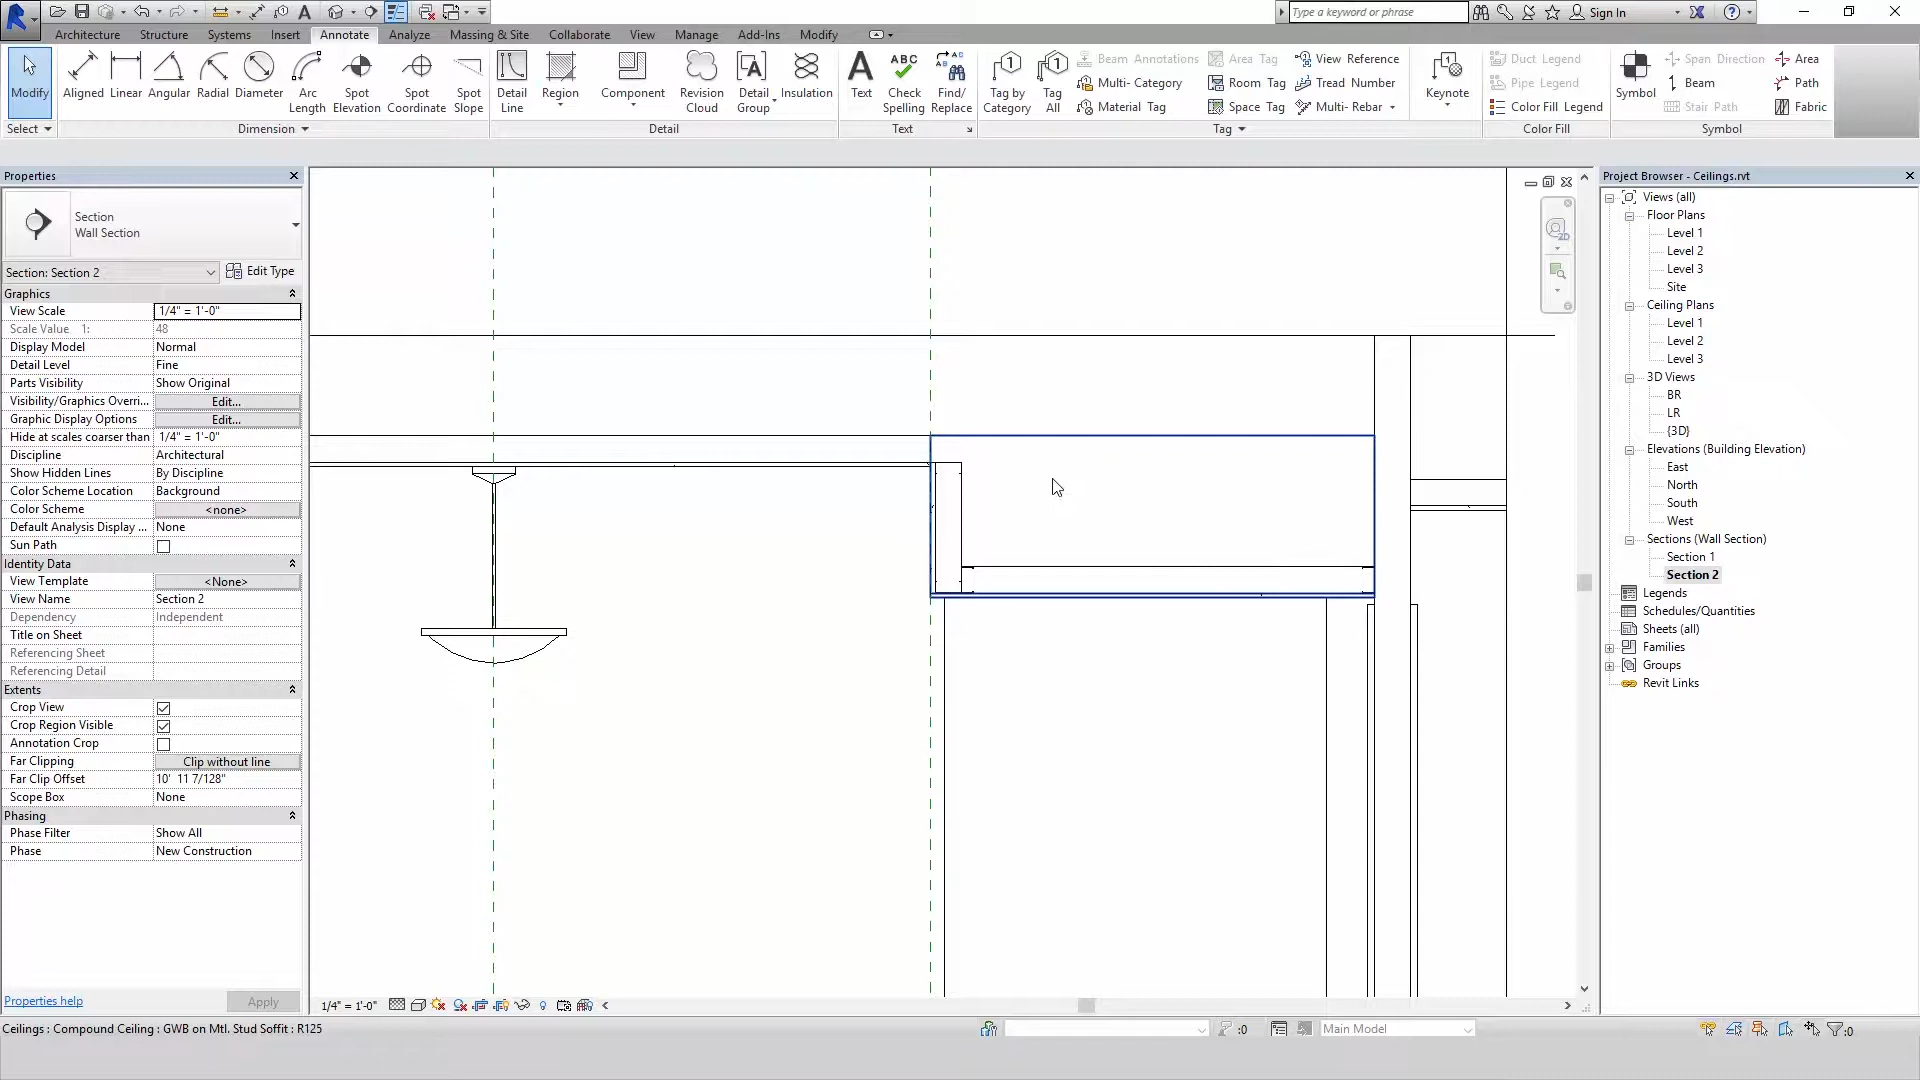 Type a keyword or phrase
Sign In
Architecture Structure Systems Insert Annotate Analyze Massing & Site Collaborate View Manage Add-Ins Modify
Modify Aligned Linear Angular Radial Diameter Arc Length Spot Elevation Spot Coordinate Spot Slope Detail Line Region Component Revision Cloud Detail Group Insulation Text ABC Check Spelling Find/ Replace Tag by Category Tag All
Beam Annotations Area Tag View Reference
Multi- Category Room Tag Tread Number
Material Tag Space Tag Multi- Rebar
Keynote
Duct Legend
Pipe Legend
Color Fill Legend
Symbol
Span Direction Area
Beam Path
Stair Path Fabric
Select Dimension Detail Text Tag Color Fill Symbol
Properties
Section
Wall Section
Section: Section 2 Edit Type
Graphics
View Scale 1/4" = 1'-0"
Scale Value 1: 48
Display Model Normal
Detail Level Fine
Parts Visibility Show Original
Visibility/Graphics Overri... Edit...
Graphic Display Options Edit...
Hide at scales coarser than 1/4" = 1'-0"
Discipline Architectural
Show Hidden Lines By Discipline
Color Scheme Location Background
Color Scheme <none>
Default Analysis Display ... None
Sun Path
Identity Data
View Template <None>
View Name Section 2
Dependency Independent
Title on Sheet
Referencing Sheet
Referencing Detail
Extents
Crop View
Crop Region Visible
Annotation Crop
Far Clipping Clip without line
Far Clip Offset 10' 11 7/128"
Scope Box None
Phasing
Phase Filter Show All
Phase New Construction
Properties help Apply
1/4" = 1'-0"
Project Browser - Ceilings.rvt
Views (all)
Floor Plans
Level 1
Level 2
Level 3
Site
Ceiling Plans
Level 1
Level 2
Level 3
3D Views
BR
LR
{3D}
Elevations (Building Elevation)
East
North
South
West
Sections (Wall Section)
Section 1
Section 2
Legends
Schedules/Quantities
Sheets (all)
Families
Groups
Revit Links
Ceilings : Compound Ceiling : GWB on Mtl. Stud Soffit : R125
:0
Main Model
:0